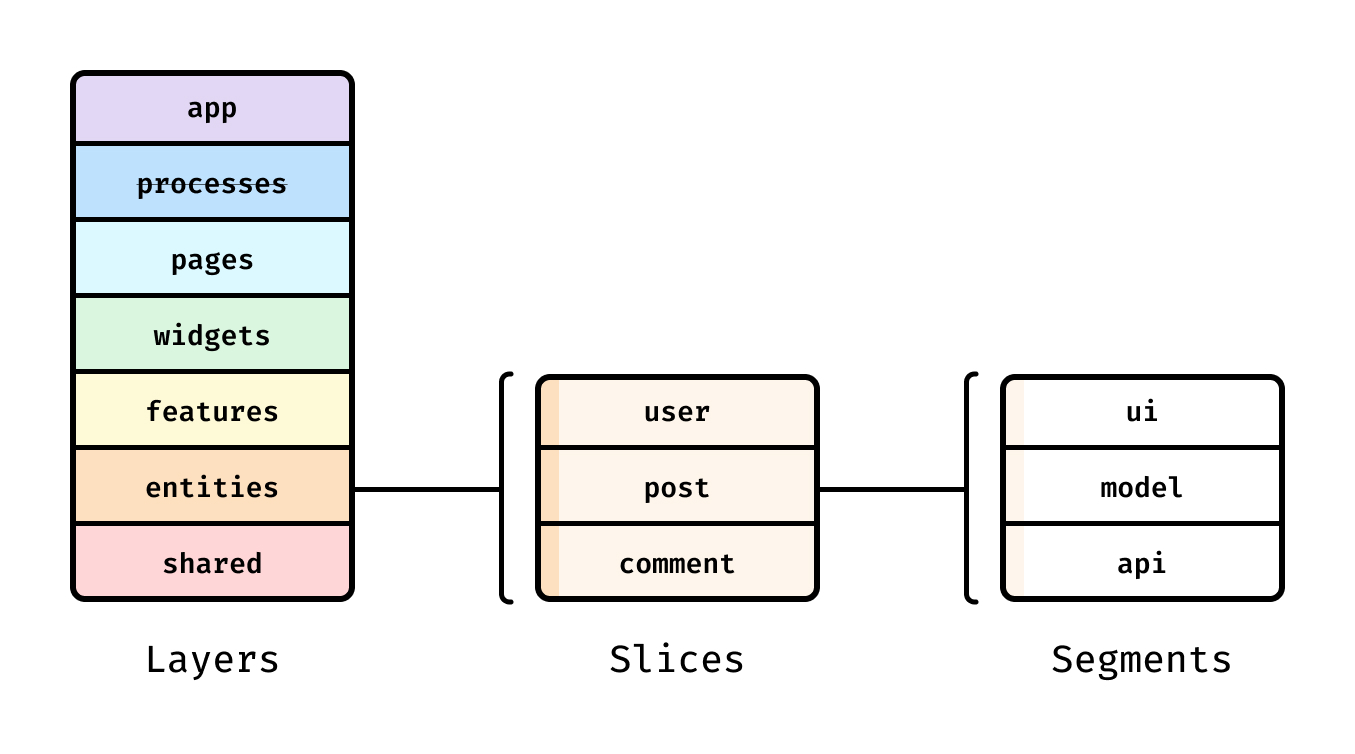 app
processes
pages
widgets
features
entities
shared
Layers
user
post
comment
Slices
ui
model
api
Segments